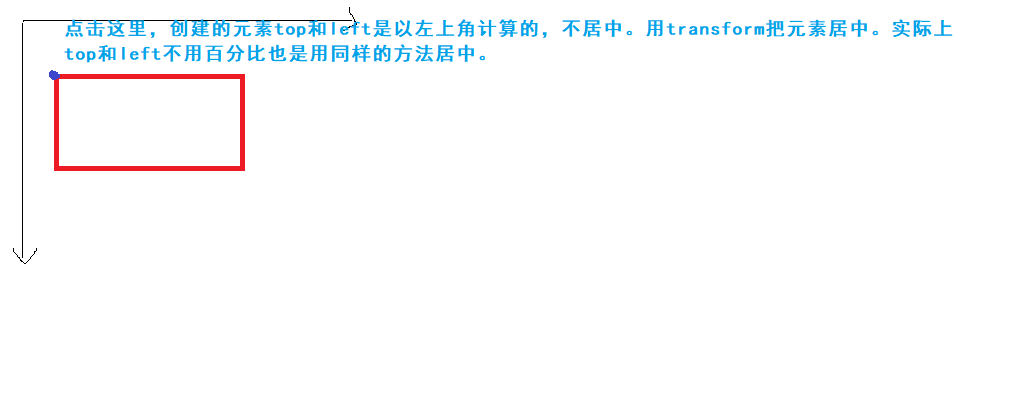 点击这里，创建的元素top和left是以左上角计算的，不居中。用transform把元素居中。实际上
top和left不用百分比也是用同样的方法居中。